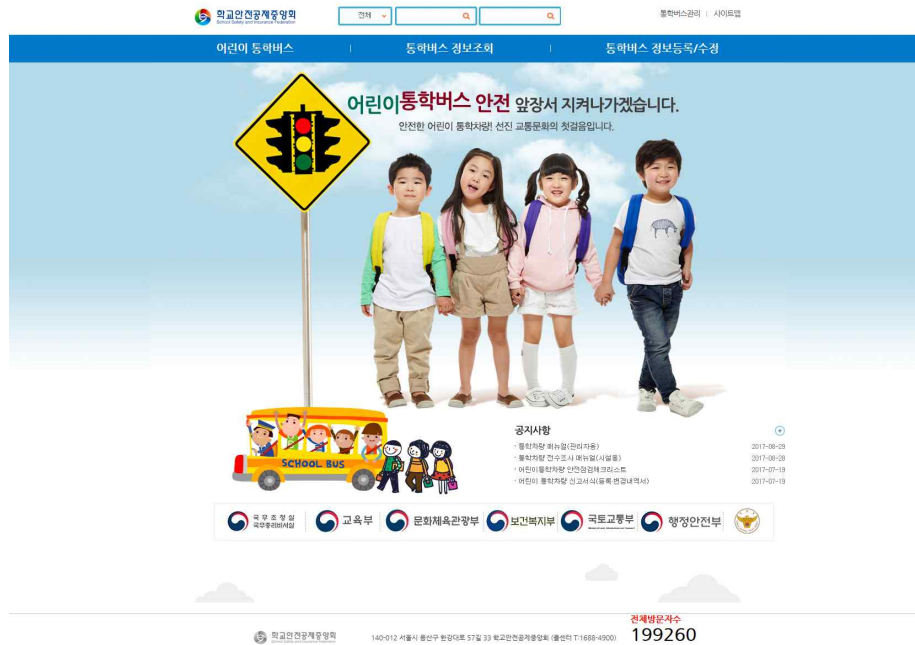 학교안전공제중앙회
School Safety and Insurance Federation
전체
통학버스관리 | 사이트맵
어린이 통학버스 | 통학버스 정보조회 | 통학버스 정보등록/수정
어린이통학버스 안전 앞장서 지켜나가겠습니다.
안전한 어린이 통학차량! 선진 교통문화의 첫걸음입니다.
공지사항
· 통학차량 매뉴얼(관리자용) 2017-08-29
· 통학차량 전수조사 매뉴얼(시설용) 2017-08-28
· 어린이통학차량 안전점검체크리스트 2017-07-19
· 어린이 통학차량 신고서식(등록·변경내역서) 2017-07-19
SCHOOL BUS
국무조정실
국무총리비서실
교육부
문화체육관광부
보건복지부
국토교통부
행정안전부
학교안전공제중앙회
140-012 서울시 용산구 한강대로 57길 33 학교안전공제중앙회 (콜센터 T:1688-4900)
전체방문자수
199260